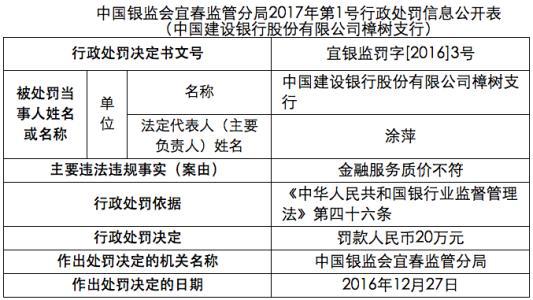 中国银监会宜春监管分局2017年第1号行政处罚信息公开表
（中国建设银行股份有限公司樟树支行）
行政处罚决定书文号
宜银监罚字[2016]3号
被处罚当
事人姓名
或名称
单
位
名称
中国建设银行股份有限公司樟树支
行
法定代表人（主要
负责人）姓名
涂萍
主要违法违规事实（案由）
金融服务质价不符
行政处罚依据
《中华人民共和国银行业监督管理
法》第四十六条
行政处罚决定
罚款人民币20万元
作出处罚决定的机关名称
中国银监会宜春监管分局
作出处罚决定的日期
2016年12月27日